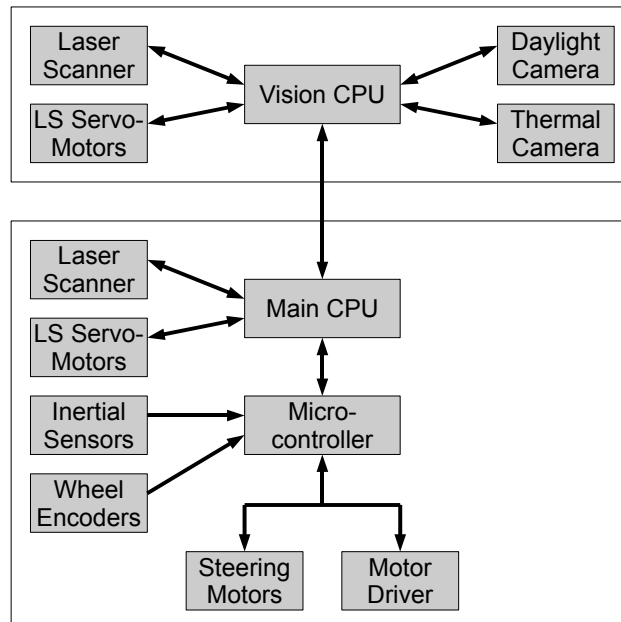 Laser
Scanner
Daylight
Camera
Vision CPU
LS Servo-
Motors
Thermal
Camera
Laser
Scanner
Main CPU
LS Servo-
Motors
Inertial
Sensors
Micro-
controller
Wheel
Encoders
Steering
Motors
Motor
Driver